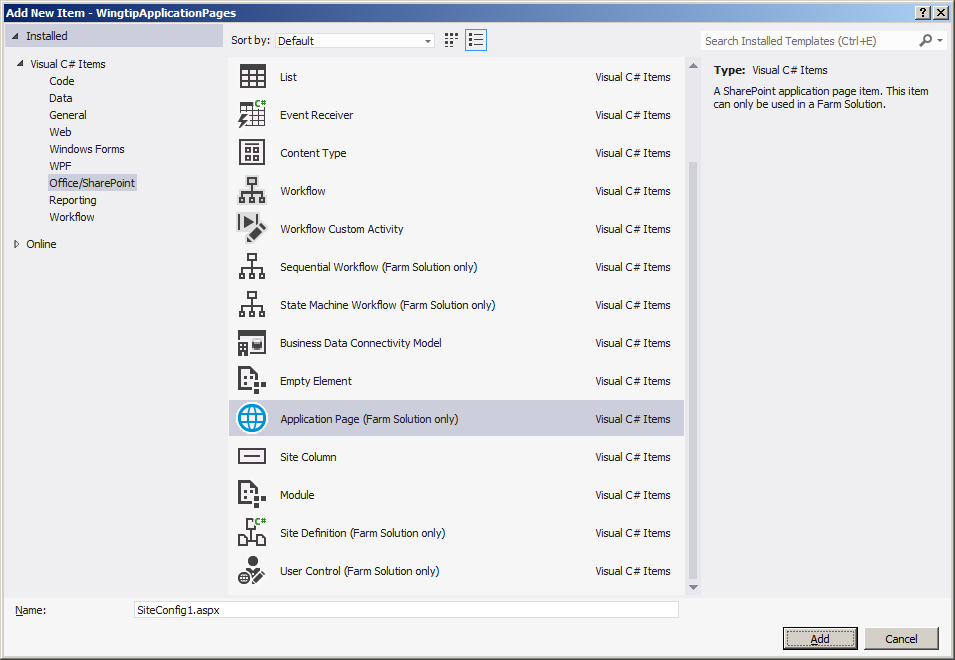 Add New Item - WingtipApplicationPages
Installed
Sort by: Default
Search Installed Templates (Ctrl+E)
Visual C# Items
Code
Data
General
Web
Windows Forms
WPF
Office/SharePoint
Reporting
Workflow
Online
List Visual C# Items
C#
Event Receiver Visual C# Items
Content Type Visual C# Items
Workflow Visual C# Items
Workflow Custom Activity Visual C# Items
Sequential Workflow (Farm Solution only) Visual C# Items
State Machine Workflow (Farm Solution only) Visual C# Items
Business Data Connectivity Model Visual C# Items
Empty Element Visual C# Items
Application Page (Farm Solution only) Visual C# Items
Site Column Visual C# Items
Module Visual C# Items
C#
Site Definition (Farm Solution only) Visual C# Items
User Control (Farm Solution only) Visual C# Items
Type: Visual C# Items
A SharePoint application page item. This item
can only be used in a Farm Solution.
Name: SiteConfig1.aspx
Add
Cancel